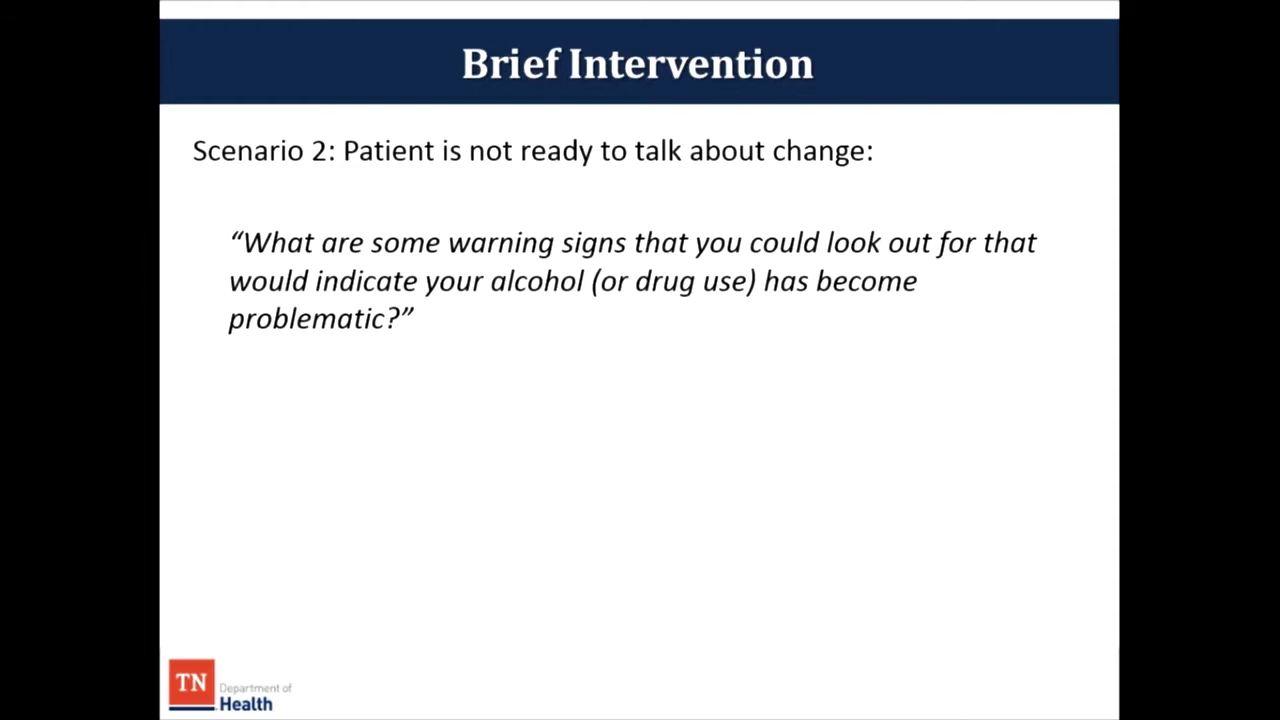 Brief Intervention
Scenario 2: Patient is not ready to talk about change:
“What are some warning signs that you could look out for that
would indicate your alcohol (or drug use) has become
problematic?”
TN
Department of
Health